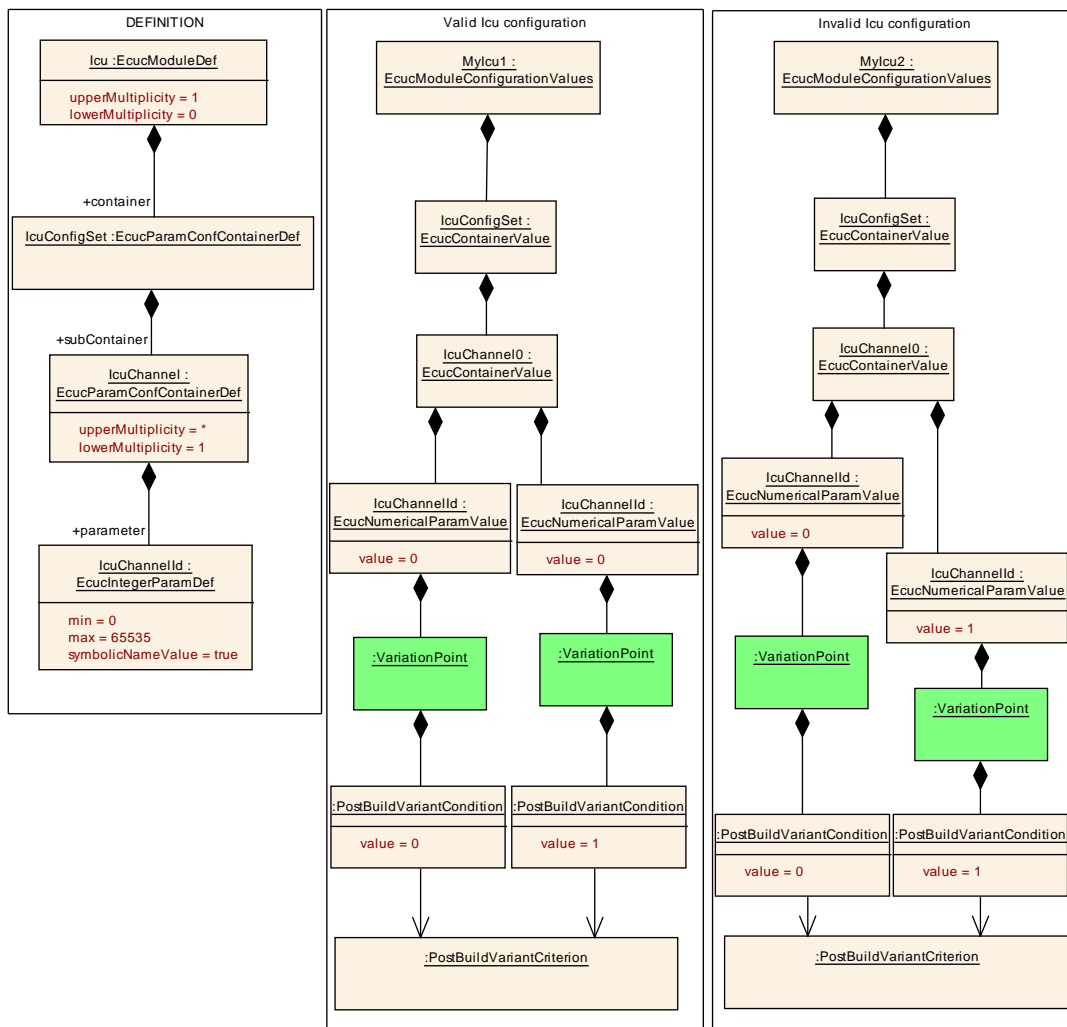 DEFINITION
Icu :EcucModuleDef
upperMultiplicity = 1
lowerMultiplicity = 0
+container
IcuConfigSet :EcucParamConfContainerDef
+subContainer
IcuChannel :
EcucParamConfContainerDef
upperMultiplicity = *
lowerMultiplicity = 1
+parameter
IcuChannelId :
EcucIntegerParamDef
min = 0
max = 65535
symbolicNameValue = true
Valid Icu configuration
MyIcu1 :
EcucModuleConfigurationValues
IcuConfigSet :
EcucContainerValue
IcuChannel0 :
EcucContainerValue
IcuChannelId :
EcucNumericalParamValue
value = 0
IcuChannelId :
EcucNumericalParamValue
value = 0
:VariationPoint
:VariationPoint
:PostBuildVariantCondition
value = 0
:PostBuildVariantCondition
value = 1
:PostBuildVariantCriterion
Invalid Icu configuration
MyIcu2 :
EcucModuleConfigurationValues
IcuConfigSet :
EcucContainerValue
IcuChannel0 :
EcucContainerValue
IcuChannelId :
EcucNumericalParamValue
value = 0
IcuChannelId :
EcucNumericalParamValue
value = 1
:VariationPoint
:VariationPoint
:PostBuildVariantCondition
value = 0
:PostBuildVariantCondition
value = 1
:PostBuildVariantCriterion